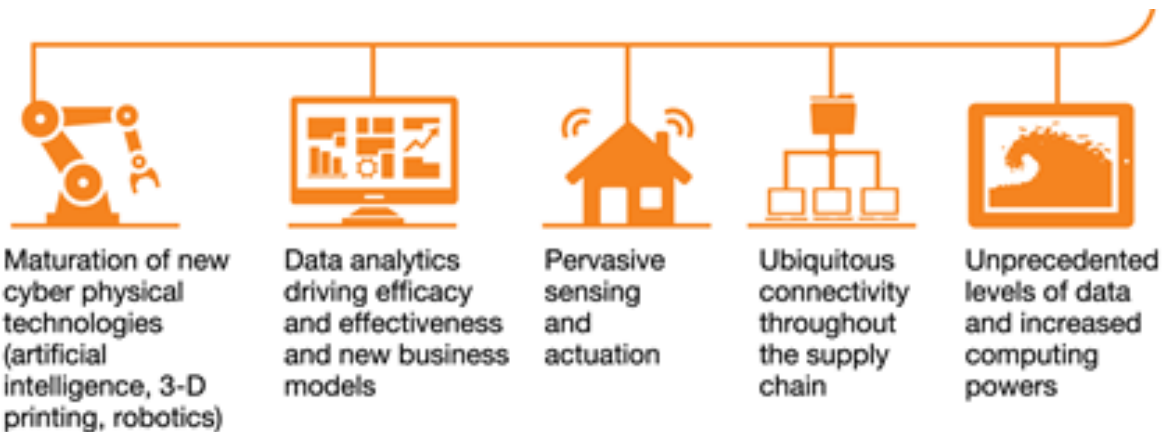 Maturation of new
cyber physical
technologies
(artificial
intelligence, 3-D
printing, robotics)
Data analytics
driving efficacy
and effectiveness
and new business
models
Pervasive
sensing
and
actuation
Ubiquitous
connectivity
throughout
the supply
chain
Unprecedented
levels of data
and increased
computing
powers